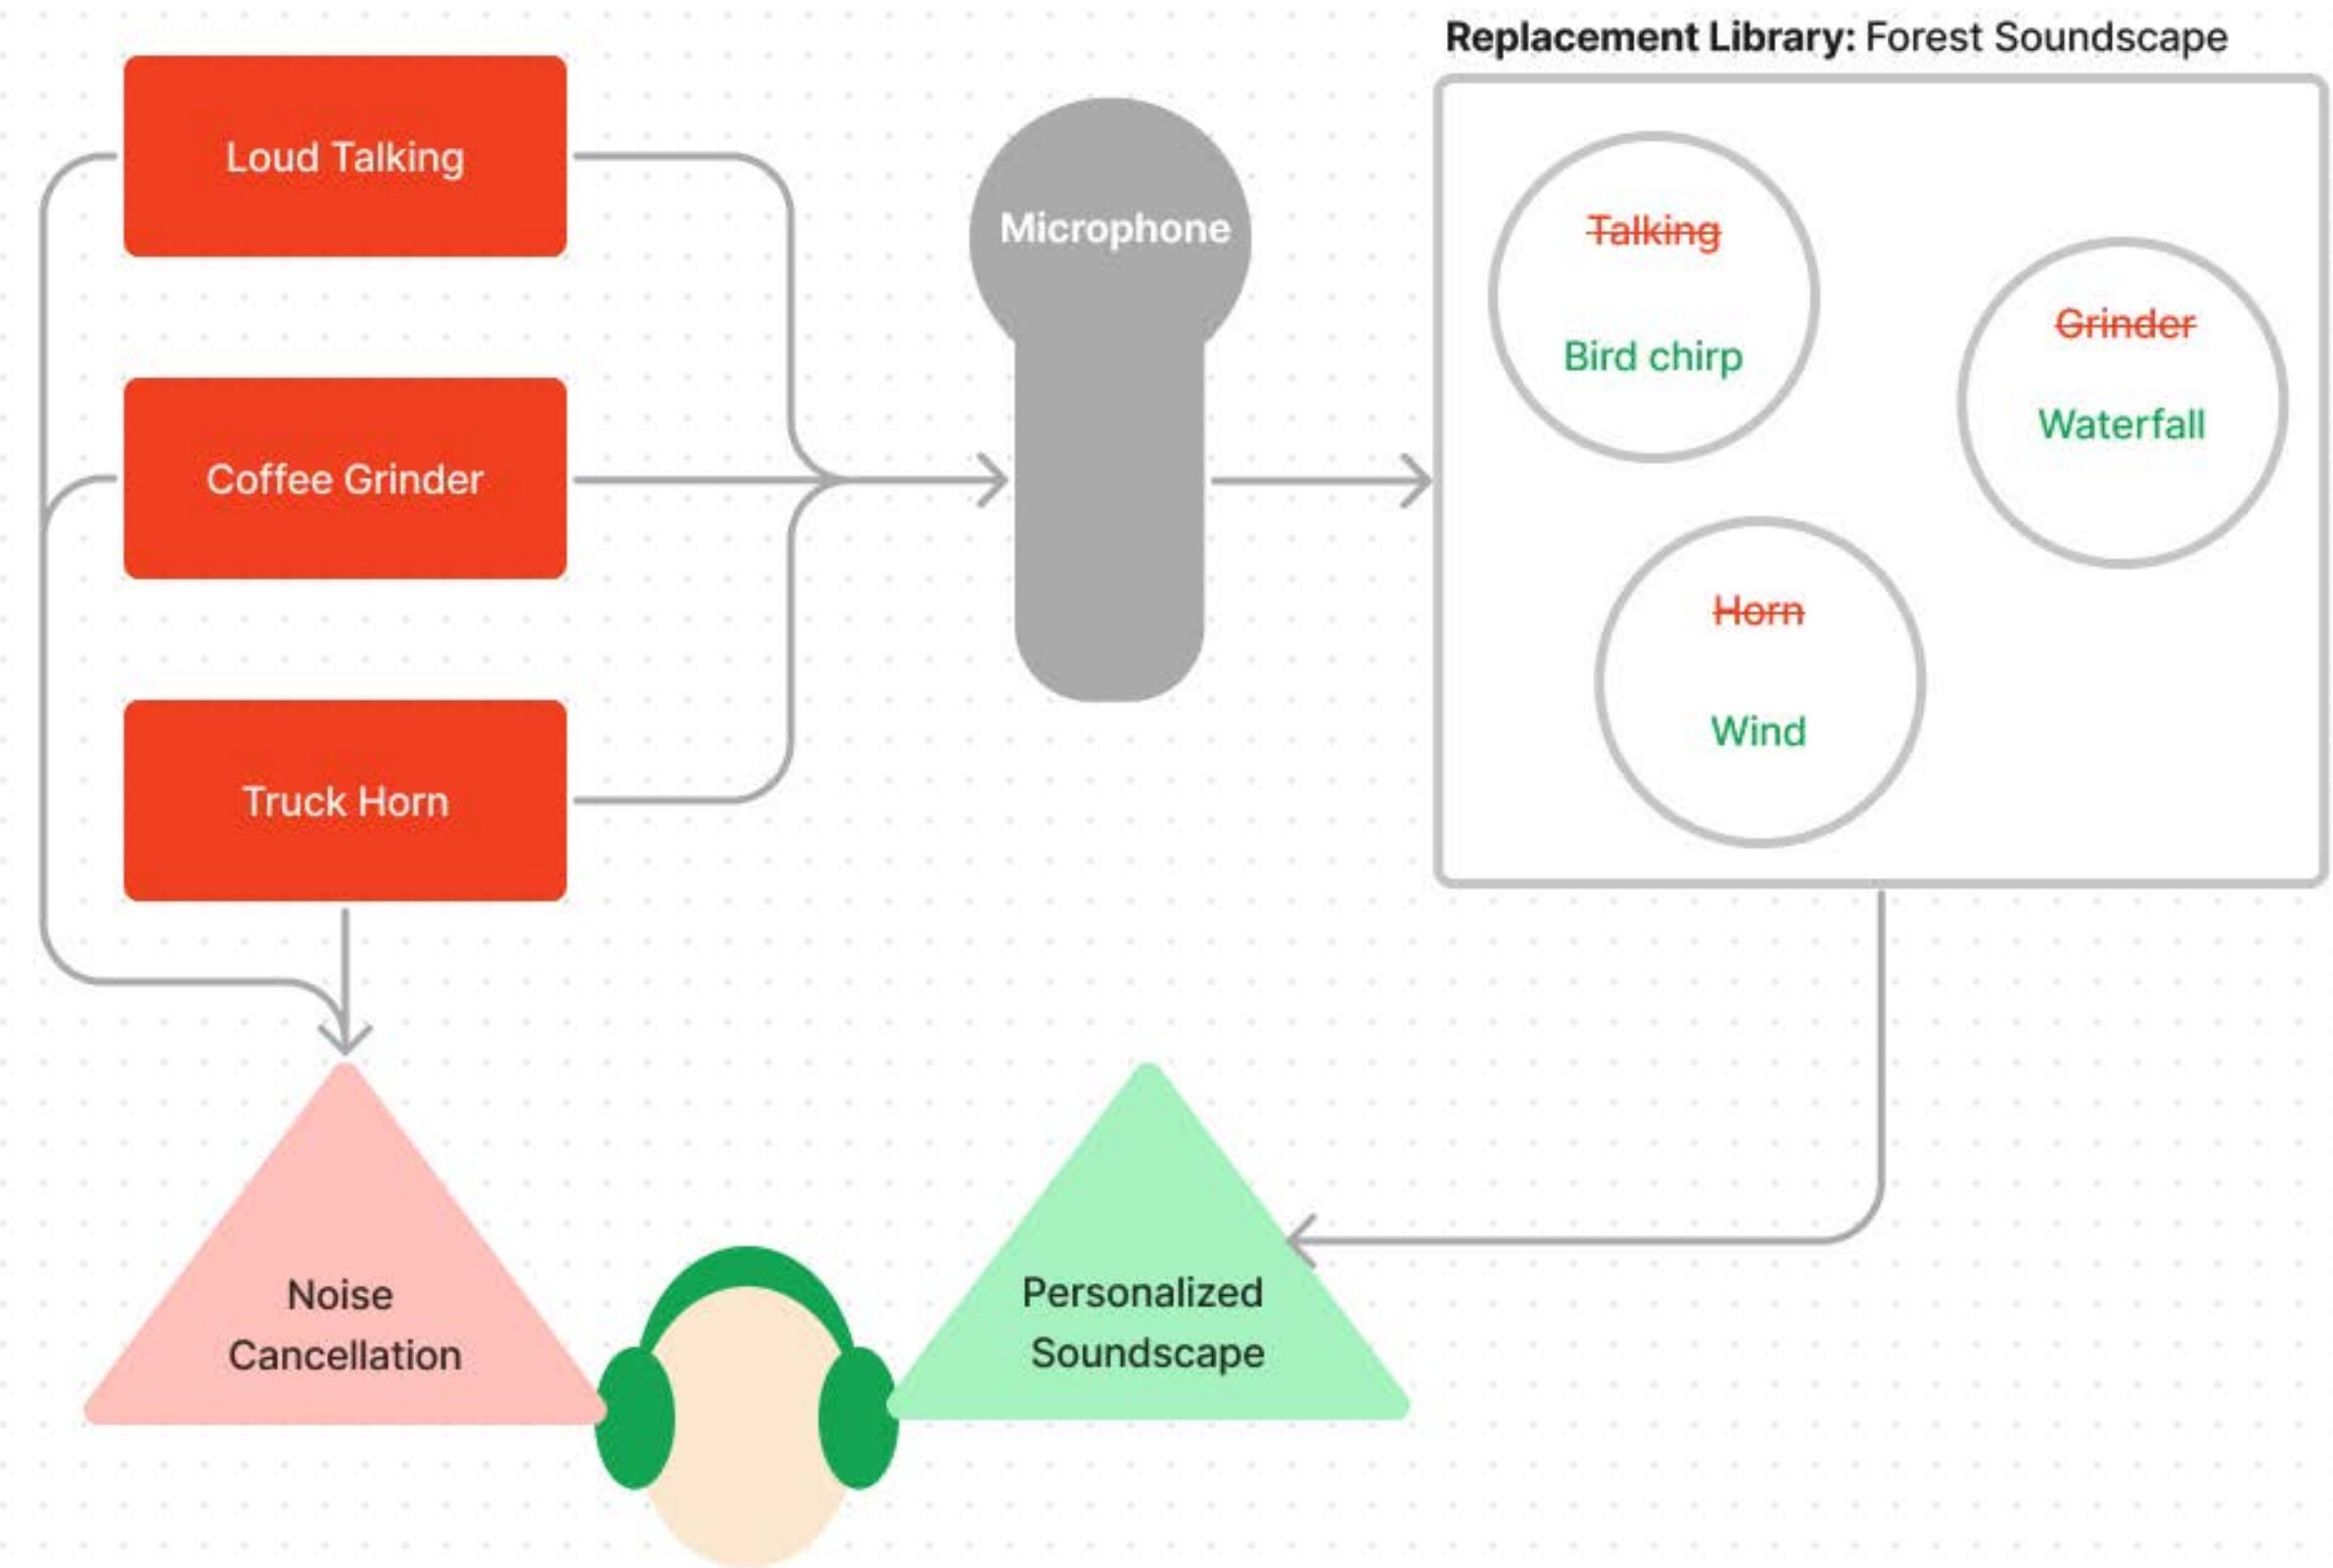 Replacement Library: Forest Soundscape
Loud Talking
Microphone
Talking
Bird chirp
Grinder
Waterfall
Coffee Grinder
Horn
Wind
Truck Horn
Noise
Cancellation
Personalized
Soundscape